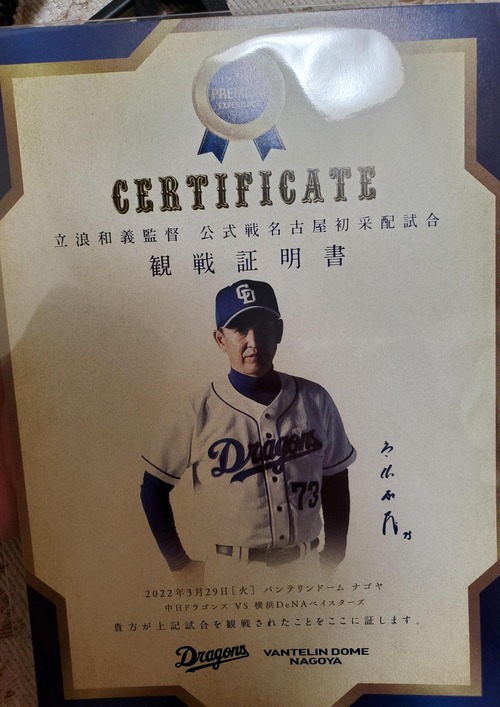 PREMIUM
EXPERIENCE
CERTIFICATE
立浪和義監督 公式戦名古屋初采配試合
観戦証明書
CD
Dragons
73
2022年3月29日[火] バンテリンドーム ナゴヤ
中日ドラゴンズ VS 横浜DeNAベイスターズ
貴方が上記試合を観戦されたことをここに証します。
Dragons
VANTELIN DOME
NAGOYA